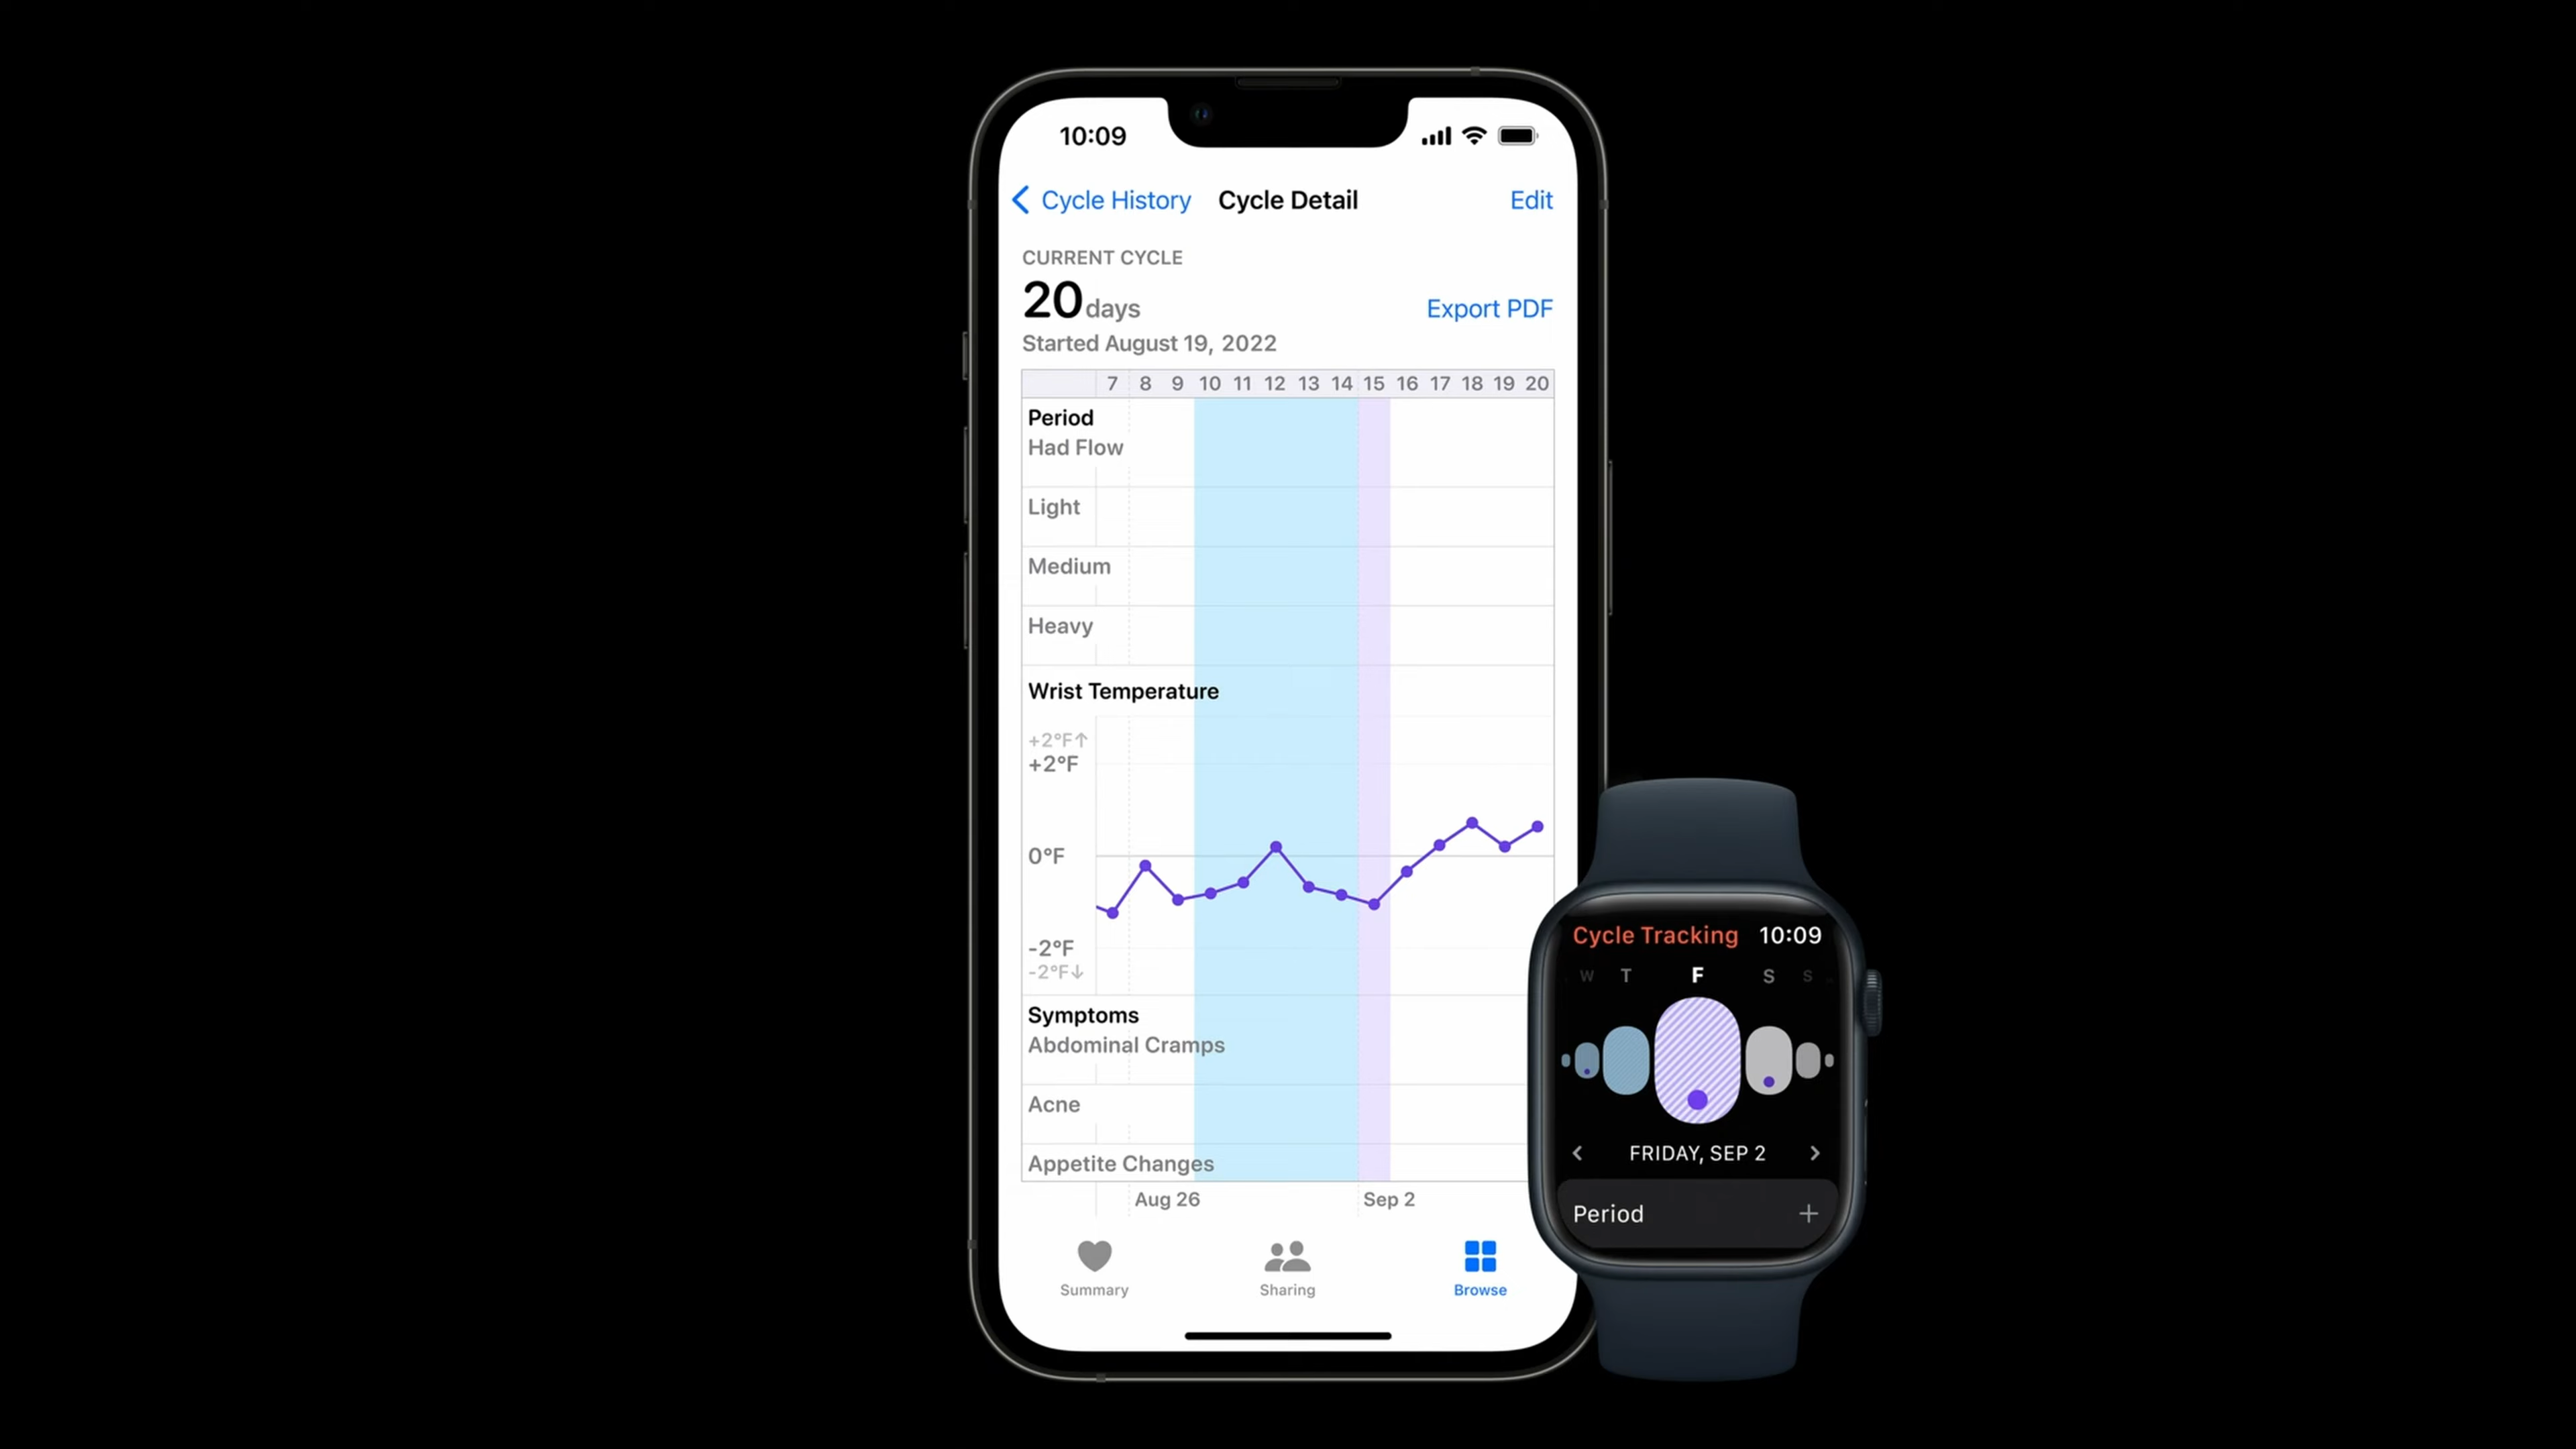 10:09
Cycle History Cycle Detail Edit
CURRENT CYCLE
20 days
Export PDF
Started August 19, 2022
7 8 9 10 11 12 13 14 15 16 17 18 19 20
Period
Had Flow
Light
Medium
Heavy
Wrist Temperature
+2°F↑
+2°F
0°F
-2°F
-2°F↓
Symptoms
Abdominal Cramps
Acne
Appetite Changes
Aug 26 Sep 2
Summary Sharing Browse
Cycle Tracking 10:09
W T F S S
FRIDAY, SEP 2
Period +